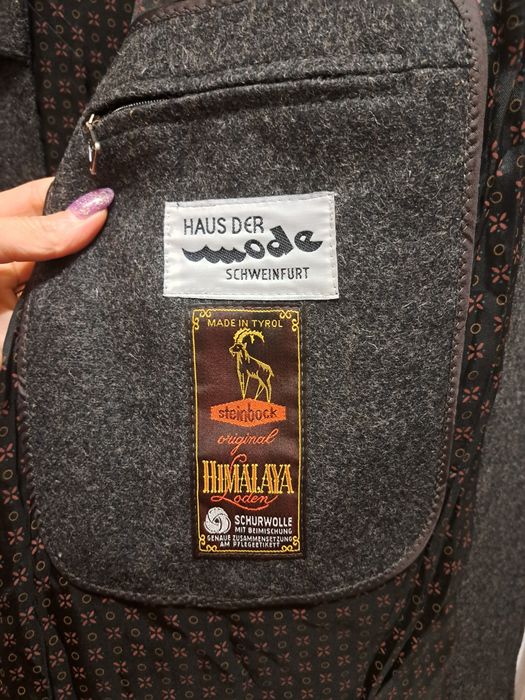 HAUS DER
mode
SCHWEINFURT
MADE IN TYROL
steinbock
original
HIMALAYA
Loden
SCHURWOLLE
MIT BEIMISCHUNG
GENAUE ZUSAMMENSETZUNG
AM PFLEGEETIKETT